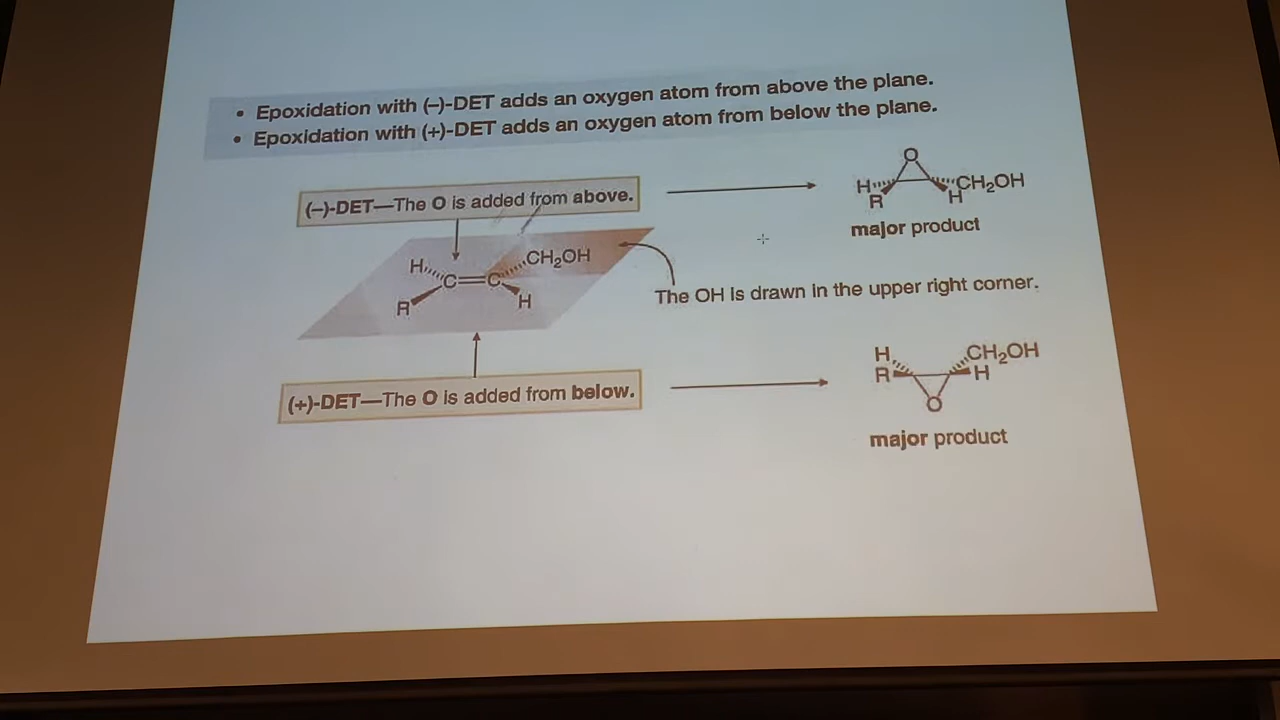 • Epoxidation with (–)-DET adds an oxygen atom from above the plane.
• Epoxidation with (+)-DET adds an oxygen atom from below the plane.
(–)-DET—The O is added from above.
O
H
R
H
CH₂OH
major product
H
C=C
CH₂OH
R
H
The OH is drawn in the upper right corner.
(+)-DET—The O is added from below.
H
R
CH₂OH
H
O
major product